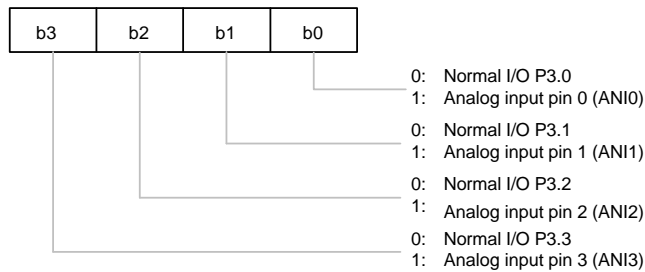 b3 b2 b1 b0
0: Normal I/O P3.0
1: Analog input pin 0 (ANI0)
0: Normal I/O P3.1
1: Analog input pin 1 (ANI1)
0: Normal I/O P3.2
1: Analog input pin 2 (ANI2)
0: Normal I/O P3.3
1: Analog input pin 3 (ANI3)